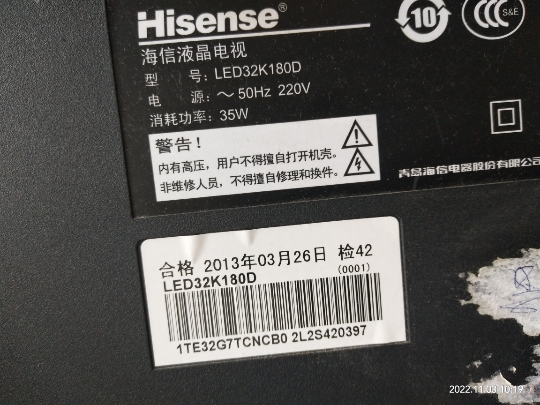 Hisense®
10
S&E
海信液晶电视
型 号: LED32K180D
电 源: ～ 50Hz 220V
消耗功率: 35W
警告！
内有高压，用户不得擅自打开机壳。
非维修人员，不得擅自修理和换件。
青岛海信电器股份有限公司
合格 2013年03月26日 检42
LED32K180D (0001)
1TE32G7TCNCB0 2L2S420397
2022.11.03 10:19